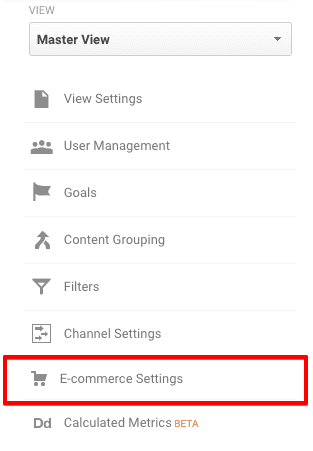 VIEW
Master View
View Settings
User Management
Goals
Content Grouping
Filters
Channel Settings
E-commerce Settings
Dd Calculated Metrics BETA